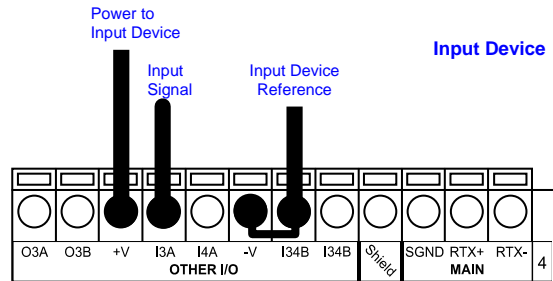 Power to
Input Device
Input Device
Input
Signal
Input Device
Reference
O3A O3B +V I3A I4A -V I34B I34B Shield SGND RTX+ RTX- 4
OTHER I/O MAIN